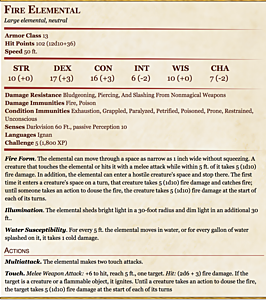 FIRE ELEMENTAL
Large elemental, neutral
Armor Class 13
Hit Points 102 (12d10+36)
Speed 50 ft.
STR DEX CON INT WIS CHA
10 (+0) 17 (+3) 16 (+3) 6 (-2) 10 (+0) 7 (-2)
Damage Resistance Bludgeoning, Piercing, And Slashing From Nonmagical Weapons
Damage Immunities Fire, Poison
Condition Immunities Exhaustion, Grappled, Paralyzed, Petrified, Poisoned, Prone, Restrained,
Unconscious
Senses Darkvision 60 Ft., passive Perception 10
Languages Ignan
Challenge 5 (1,800 XP)
Fire Form. The elemental can move through a space as narrow as 1 inch wide without squeezing. A
creature that touches the elemental or hits it with a melee attack while within 5 ft. of it takes 5 (1d10)
fire damage. In addition, the elemental can enter a hostile creature's space and stop there. The first
time it enters a creature's space on a turn, that creature takes 5 (1d10) fire damage and catches fire;
until someone takes an action to douse the fire, the creature takes 5 (1d10) fire damage at the start of
each of its turns.
Illumination. The elemental sheds bright light in a 30-foot radius and dim light in an additional 30
ft..
Water Susceptibility. For every 5 ft. the elemental moves in water, or for every gallon of water
splashed on it, it takes 1 cold damage.
ACTIONS
Multiattack. The elemental makes two touch attacks.
Touch. Melee Weapon Attack: +6 to hit, reach 5 ft., one target. Hit: (2d6 + 3) fire damage. If the
target is a creature or a flammable object, it ignites. Until a creature takes an action to douse the fire,
the target takes 5 (1d10) fire damage at the start of each of its turns.